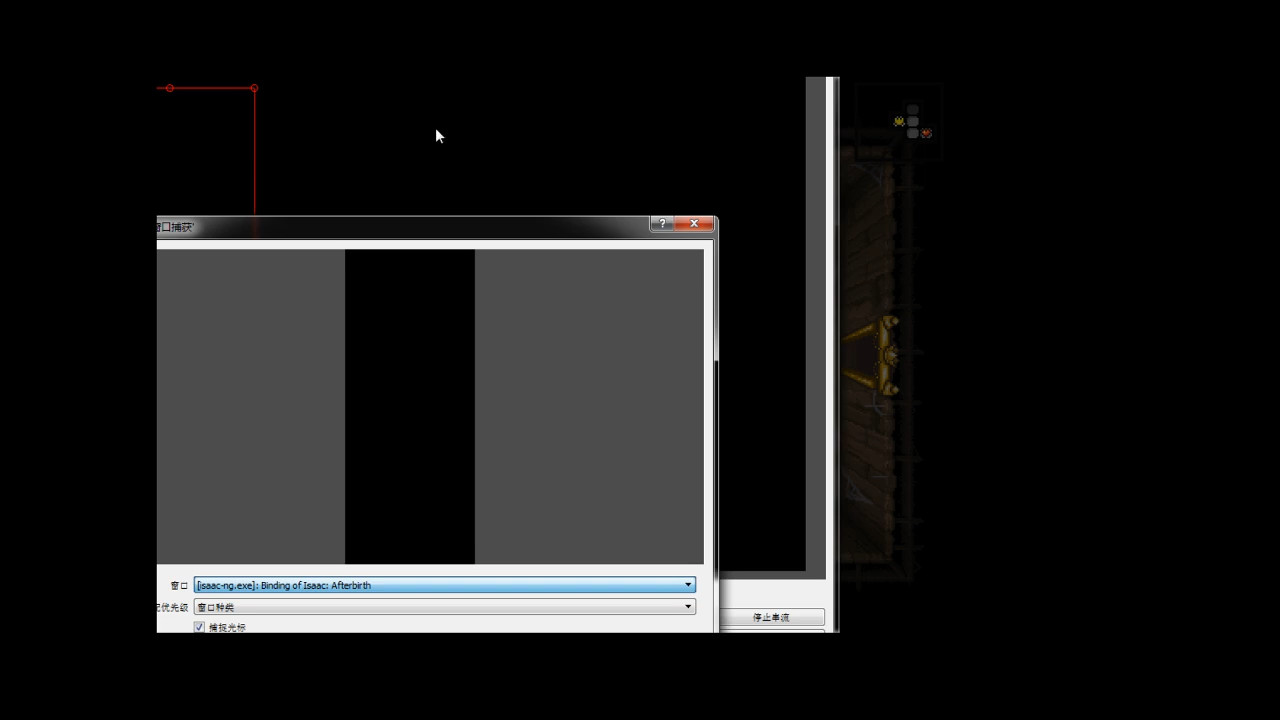 窗口捕获'
窗口
[isaac-ng.exe]: Binding of Isaac: Afterbirth
优先级
窗口种类
捕捉光标
停止串流